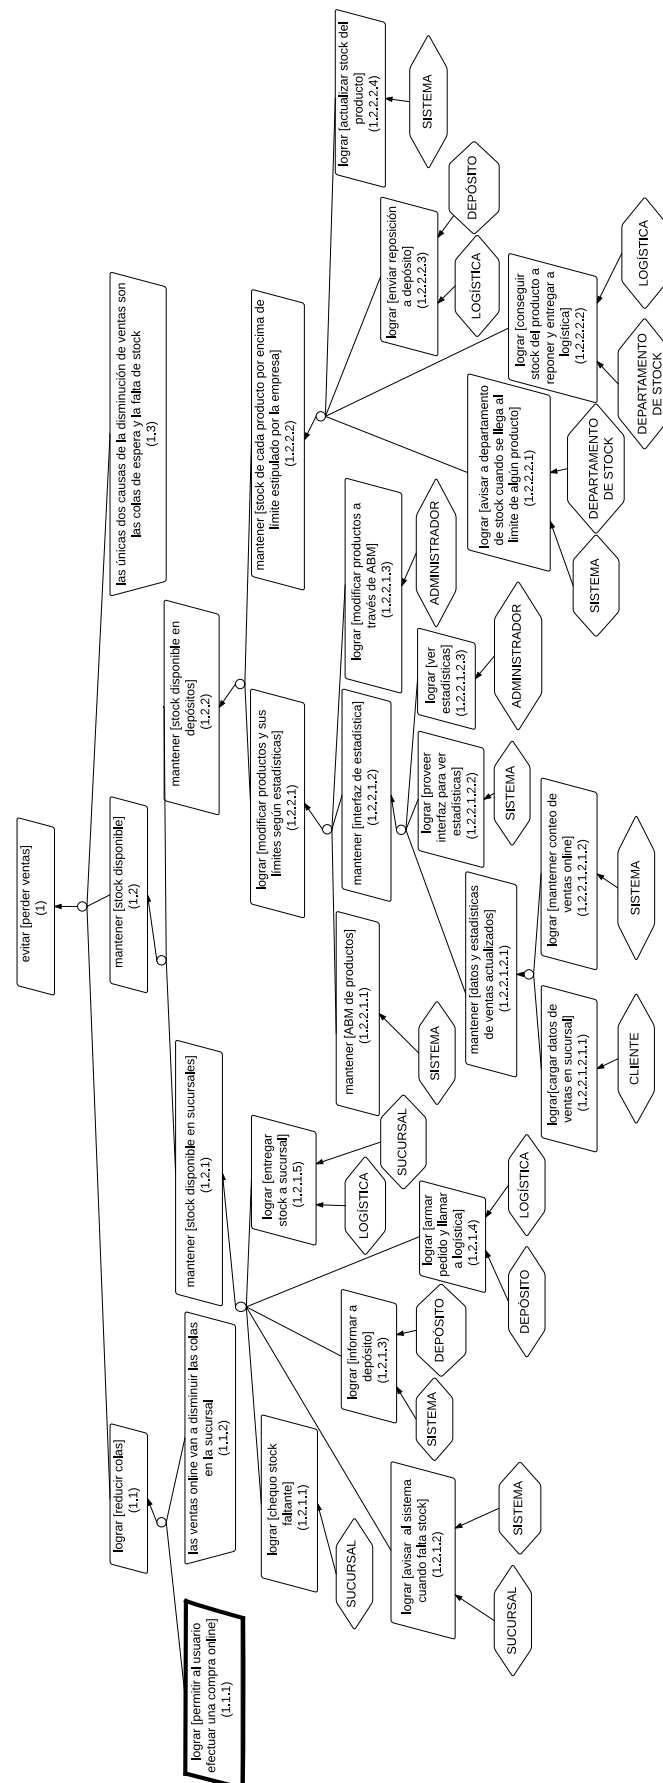 evitar [perder ventas]
(1)
lograr [reducir colas]
(1.1)
mantener [stock disponible]
(1.2)
las únicas dos causas de la disminución de ventas son
las colas de espera y la falta de stock
(1.3)
lograr [permitir al usuario
efectuar una compra online]
(1.1.1)
las ventas online van a disminuir las colas
en la sucursal
(1.1.2)
mantener [stock disponible en sucursales]
(1.2.1)
mantener [stock disponible en
depósitos]
(1.2.2)
lograr [chequo stock
faltante]
(1.2.1.1)
SUCURSAL
lograr [avisar al sistema
cuando falta stock]
(1.2.1.2)
SUCURSAL
SISTEMA
lograr [informar a
depósito]
(1.2.1.3)
SISTEMA
DEPÓSITO
lograr [armar
pedido y llamar
a logística]
(1.2.1.4)
DEPÓSITO
LOGÍSTICA
lograr [entregar
stock a sucursal]
(1.2.1.5)
LOGÍSTICA
SUCURSAL
lograr [modificar productos y sus
límites según estadísticas]
(1.2.2.1)
mantener [stock de cada producto por encima de
límite estipulado por la empresa]
(1.2.2.2)
mantener [ABM de productos]
(1.2.2.1.1)
SISTEMA
mantener [interfaz de estadística]
(1.2.2.1.2)
lograr [modificar productos a
través de ABM]
(1.2.2.1.3)
ADMINISTRADOR
mantener [datos y estadísticas
de ventas actualizados]
(1.2.2.1.2.1)
lograr [proveer
interfaz para ver
estadísticas]
(1.2.2.1.2.2)
SISTEMA
lograr [ver
estadísticas]
(1.2.2.1.2.3)
ADMINISTRADOR
lograr[cargar datos de
ventas en sucursal]
(1.2.2.1.2.1.1)
CLIENTE
lograr [manterner conteo de
ventas online]
(1.2.2.1.2.1.2)
SISTEMA
lograr [avisar a departamento
de stock cuando se llega al
límite de algún producto]
(1.2.2.2.1)
SISTEMA
DEPARTAMENTO
DE STOCK
lograr [conseguir
stock del producto a
reponer y entregar a
logística]
(1.2.2.2.2)
DEPARTAMENTO
DE STOCK
LOGÍSTICA
lograr [enviar reposición
a depósito]
(1.2.2.2.3)
LOGÍSTICA
DEPÓSITO
lograr [actualizar stock del
producto]
(1.2.2.2.4)
SISTEMA